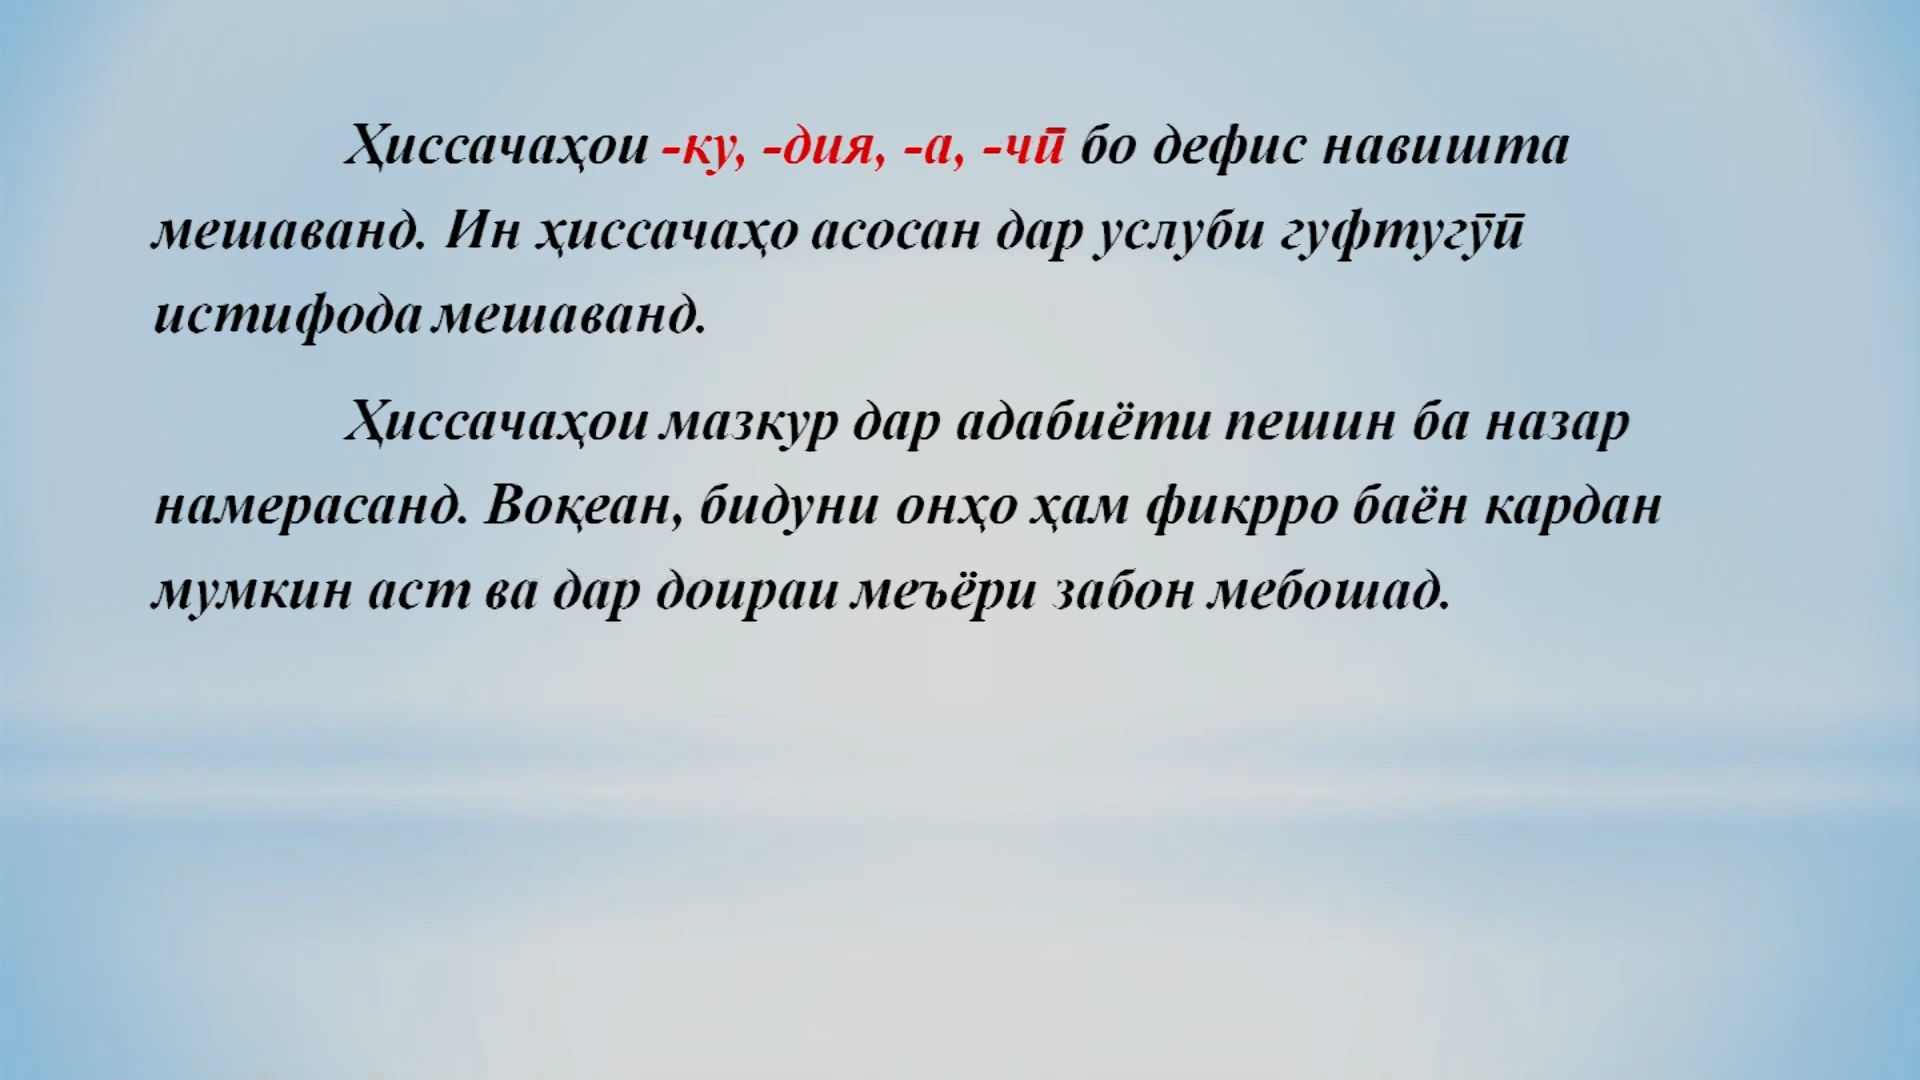 Ҳиссачаҳои -ку, -дия, -а, -чӣ бо дефис навишта
мешаванд. Ин ҳиссачаҳо асосан дар услуби гуфтугӯӣ
истифода мешаванд.
Ҳиссачаҳои мазкур дар адабиёти пешин ба назар
намерасанд. Воқеан, бидуни онҳо ҳам фикрро баён кардан
мумкин аст ва дар доираи меъёри забон мебошад.